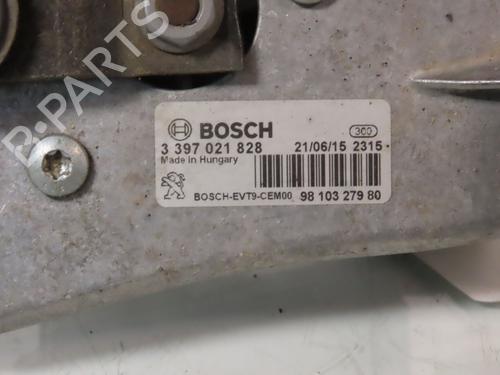 BOSCH
300
3 397 021 828 21/06/15 2315
Made in Hungary
BOSCH-EVT9-CEM00 98 103 279 80
R-PARTS